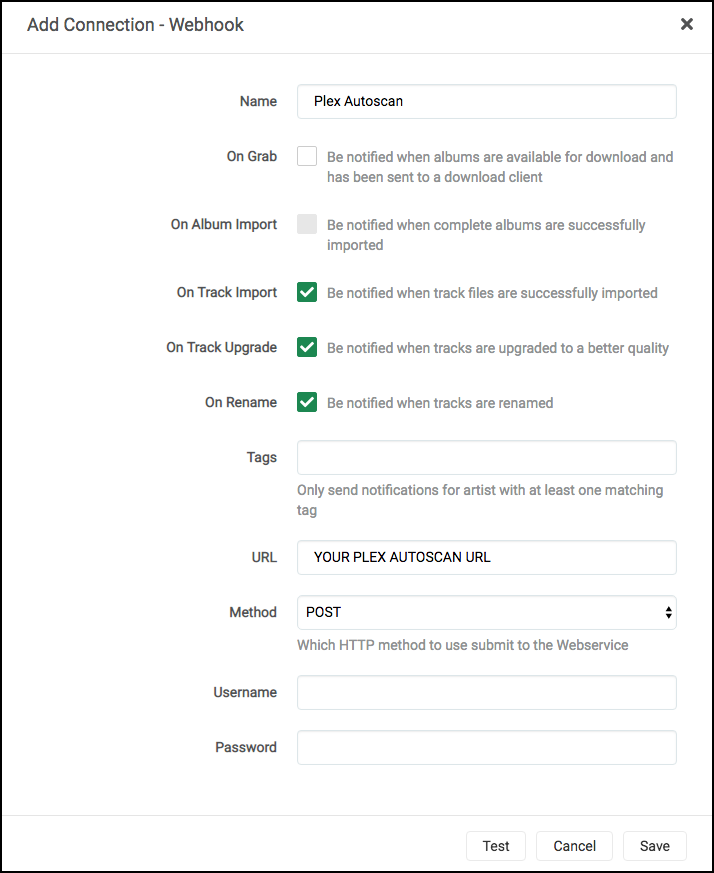 Add Connection - Webhook
Name
Plex Autoscan
On Grab
Be notified when albums are available for download and
has been sent to a download client
On Album Import
Be notified when complete albums are successfully
imported
On Track Import
Be notified when track files are successfully imported
On Track Upgrade
Be notified when tracks are upgraded to a better quality
On Rename
Be notified when tracks are renamed
Tags
Only send notifications for artist with at least one matching
tag
URL
YOUR PLEX AUTOSCAN URL
Method
POST
Which HTTP method to use submit to the Webservice
Username
Password
Test
Cancel
Save